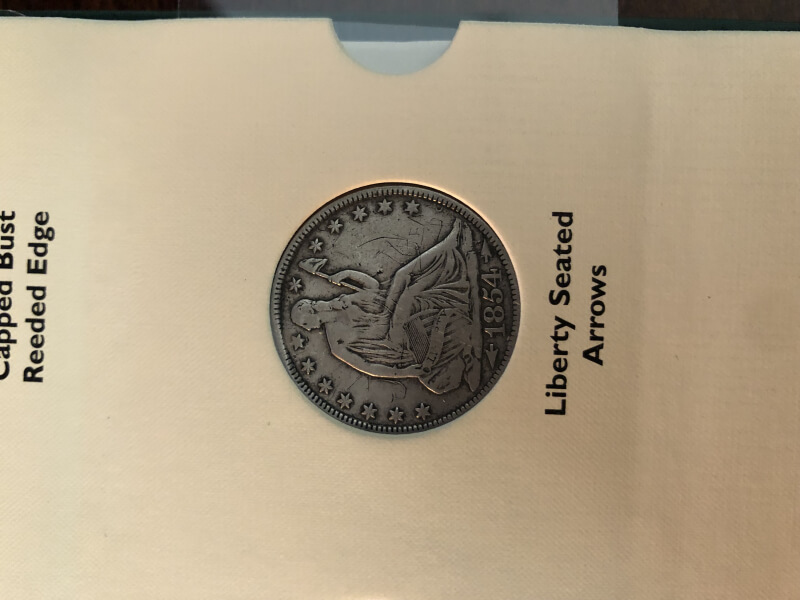 Capped Bust
Reeded Edge
1854
Liberty Seated
Arrows